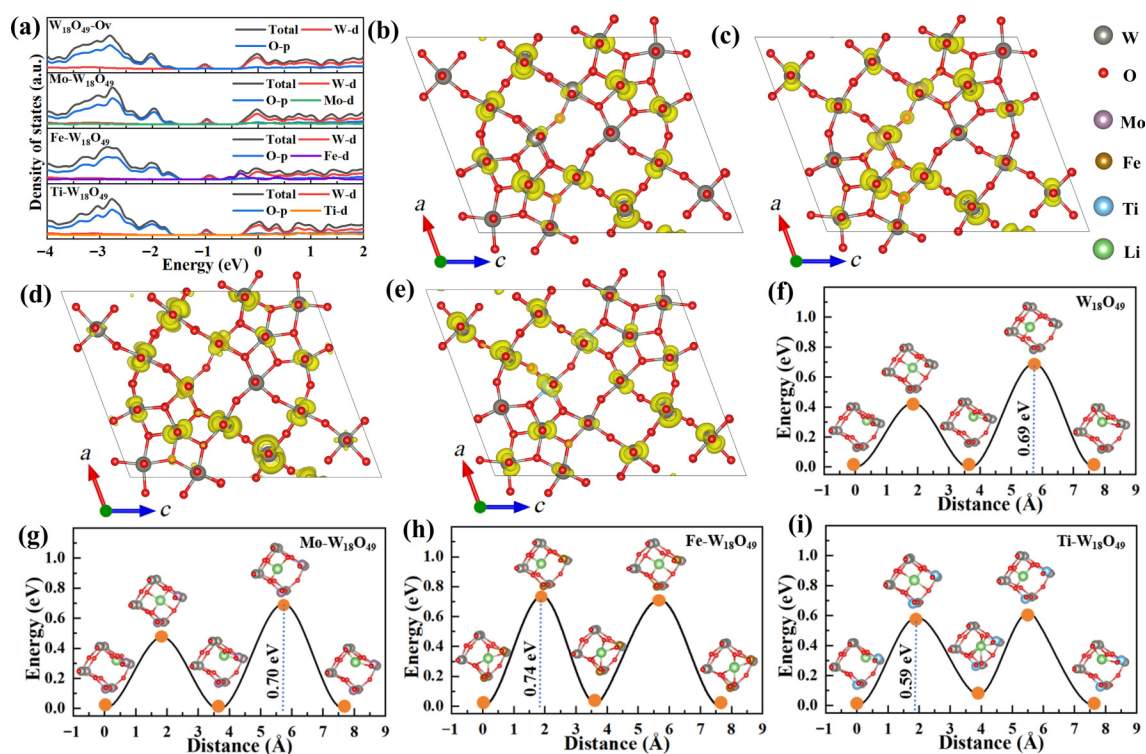 (a)
W₁₈O₄₉-Ov
Total W-d
O-p
Mo-W₁₈O₄₉
Total W-d
O-p Mo-d
Fe-W₁₈O₄₉
Total W-d
O-p Fe-d
Ti-W₁₈O₄₉
Total W-d
O-p Ti-d
Density of states (a.u.)
−4 −3 −2 −1 0 1 2
Energy (eV)
(b)
a
c
(c)
a
c
W
O
Mo
Fe
Ti
Li
(d)
a
c
(e)
a
c
(f)
W₁₈O₄₉
Energy (eV)
1.0
0.8
0.6
0.4
0.2
0.0
0.69 eV
−1 0 1 2 3 4 5 6 7 8 9
Distance (Å)
(g)
Mo-W₁₈O₄₉
Energy (eV)
1.0
0.8
0.6
0.4
0.2
0.0
0.70 eV
−1 0 1 2 3 4 5 6 7 8 9
Distance (Å)
(h)
Fe-W₁₈O₄₉
Energy (eV)
1.0
0.8
0.6
0.4
0.2
0.0
0.74 eV
−1 0 1 2 3 4 5 6 7 8 9
Distance (Å)
(i)
Ti-W₁₈O₄₉
Energy (eV)
1.0
0.8
0.6
0.4
0.2
0.0
0.59 eV
−1 0 1 2 3 4 5 6 7 8 9
Distance (Å)